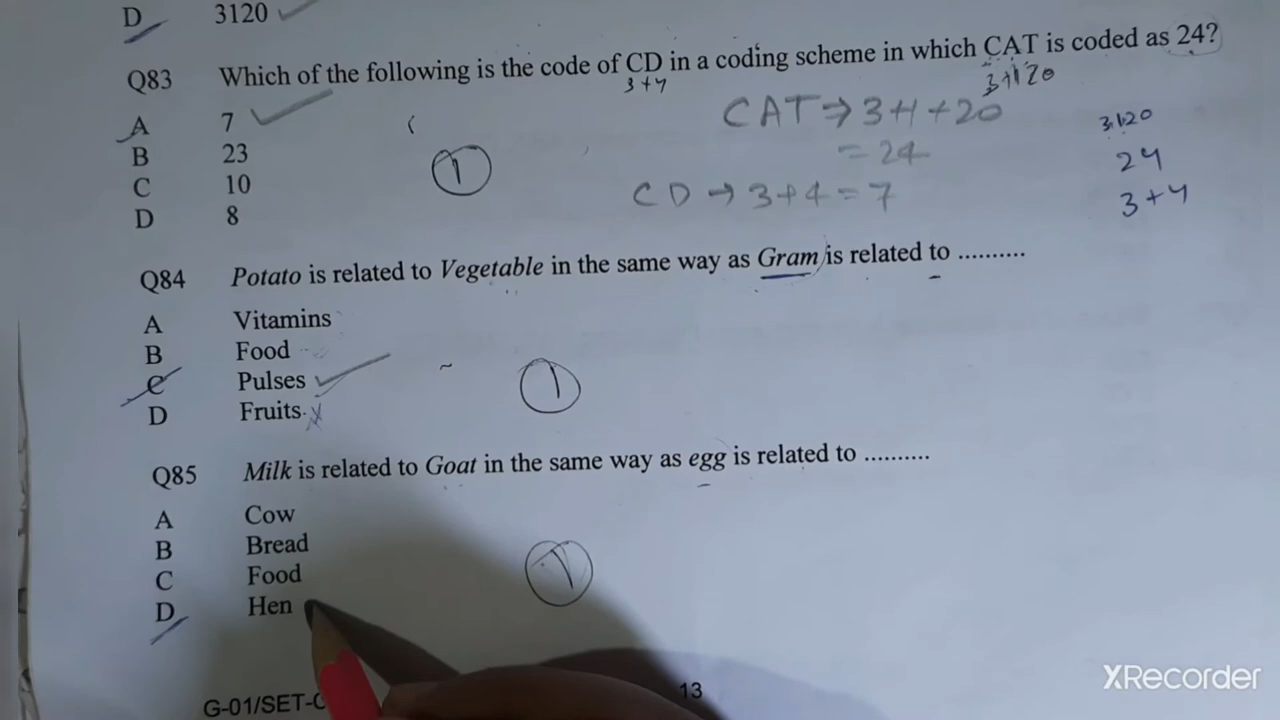 D 3120
Q83 Which of the following is the code of CD in a coding scheme in which CAT is coded as 24?
3+4
3+1+20
A 7
CAT → 3+1+20
3120
B 23
= 24
24
C 10
1
CD → 3+4=7
3+4
D 8
Q84 Potato is related to Vegetable in the same way as Gram is related to ..........
A Vitamins
B Food
C Pulses
1
D Fruits
Q85 Milk is related to Goat in the same way as egg is related to ..........
A Cow
B Bread
C Food
1
D Hen
G-01/SET-
13
XRecorder